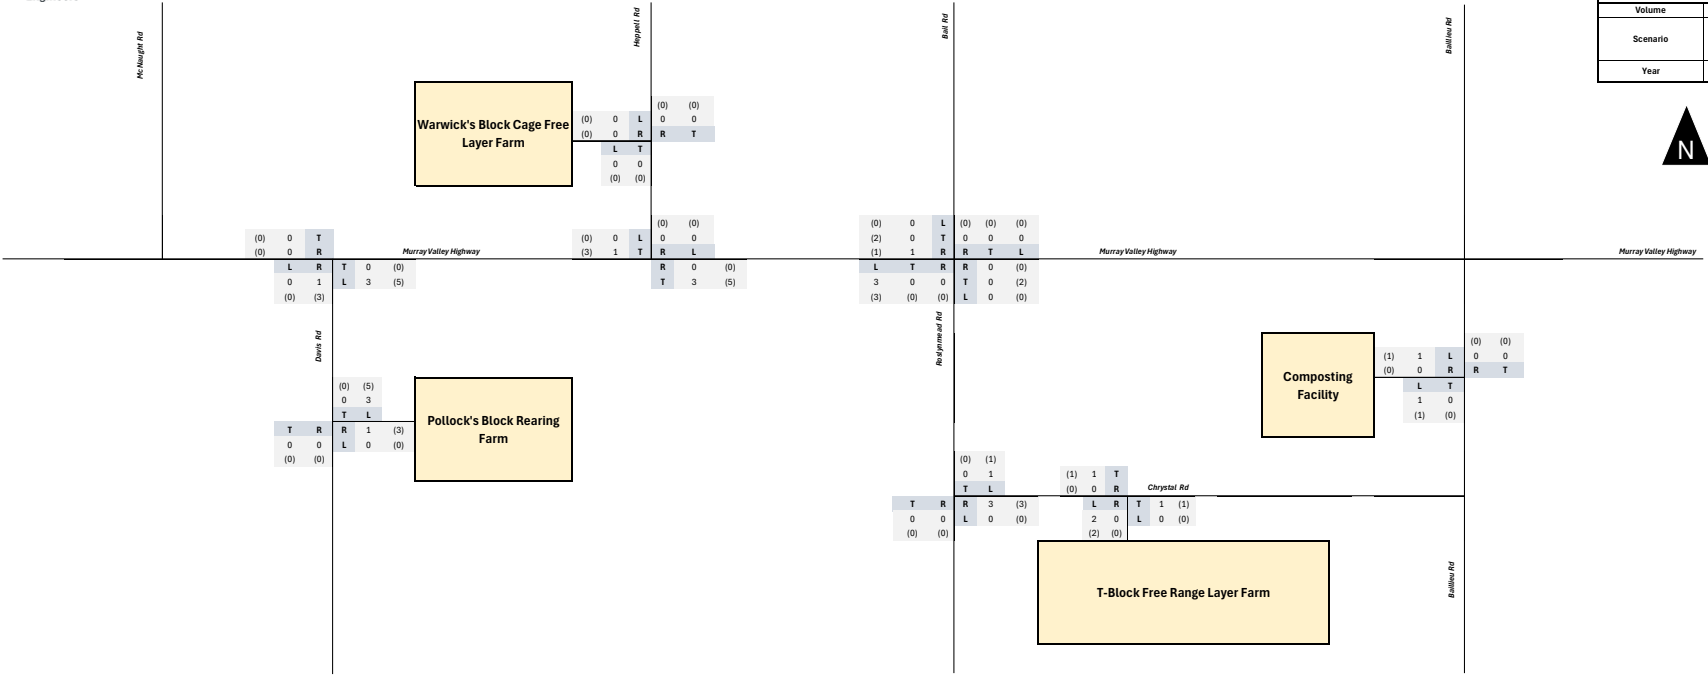 Volume
Scenario
Year
N
McNaught Rd
Heppell Rd
Ball Rd
Baillieu Rd
Warwick's Block Cage Free
Layer Farm
(0) (0)
(0) 0 L 0 0
(0) 0 R R T
L T
0 0
(0) (0)
(0) 0 T
(0) 0 R
Murray Valley Highway
L R T 0 (0)
0 1 L 3 (5)
(0) (3)
(0) (0)
(0) 0 L 0 0
(3) 1 T R L
R 0 (0)
T 3 (5)
(0) 0 L (0) (0) (0)
(2) 0 T 0 0 0
(1) 1 R R T L
L T R R 0 (0)
3 0 0 T 0 (2)
(3) (0) (0) L 0 (0)
Murray Valley Highway
Murray Valley Highway
Davis Rd
Roslynmead Rd
(0) (5)
0 3
T L
T R R 1 (3)
0 0 L 0 (0)
(0) (0)
Pollock's Block Rearing
Farm
Composting
Facility
(0) (0)
(1) 1 L 0 0
(0) 0 R R T
L T
1 0
(1) (0)
(0) (1)
0 1
T L
T R R 3 (3)
0 0 L 0 (0)
(0) (0)
(1) 1 T
(0) 0 R
Chrystal Rd
L R T 1 (1)
2 0 L 0 (0)
(2) (0)
T-Block Free Range Layer Farm
Baillieu Rd